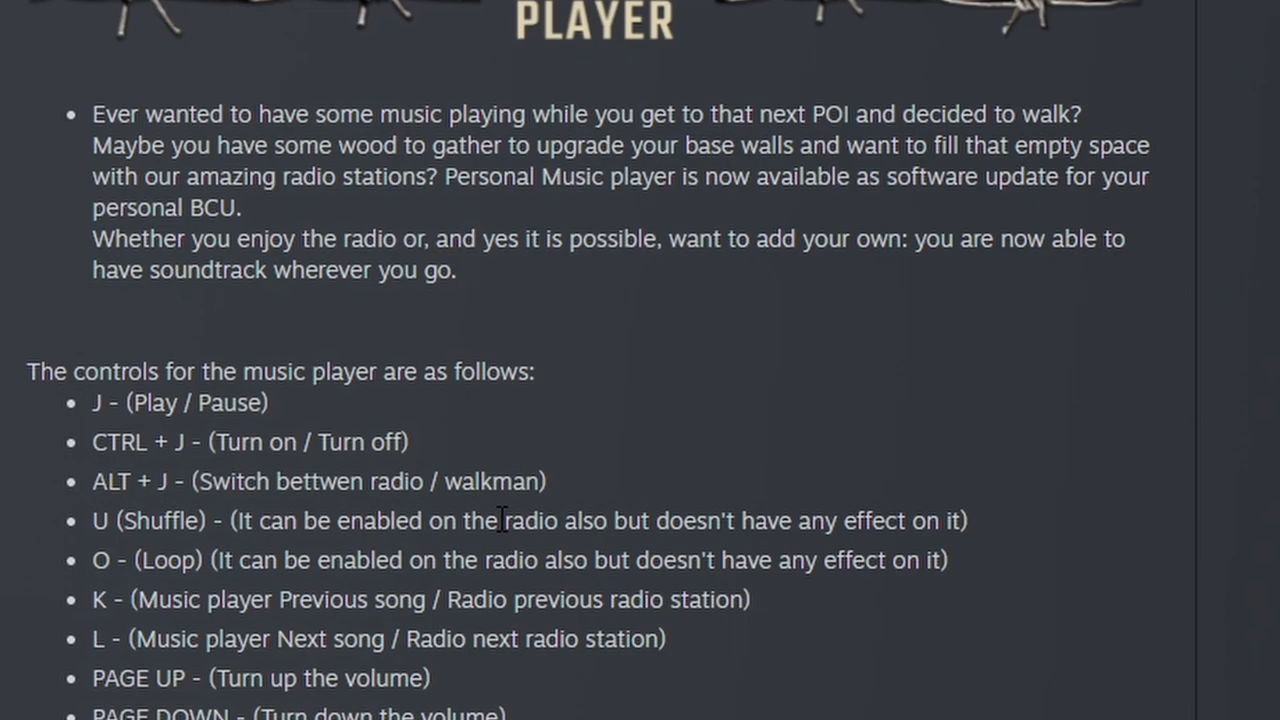 PLAYER
• Ever wanted to have some music playing while you get to that next POI and decided to walk?
Maybe you have some wood to gather to upgrade your base walls and want to fill that empty space
with our amazing radio stations? Personal Music player is now available as software update for your
personal BCU.
Whether you enjoy the radio or, and yes it is possible, want to add your own: you are now able to
have soundtrack wherever you go.
The controls for the music player are as follows:
• J - (Play / Pause)
• CTRL + J - (Turn on / Turn off)
• ALT + J - (Switch bettwen radio / walkman)
• U (Shuffle) - (It can be enabled on the radio also but doesn't have any effect on it)
• O - (Loop) (It can be enabled on the radio also but doesn't have any effect on it)
• K - (Music player Previous song / Radio previous radio station)
• L - (Music player Next song / Radio next radio station)
• PAGE UP - (Turn up the volume)
• PAGE DOWN - (Turn down the volume)